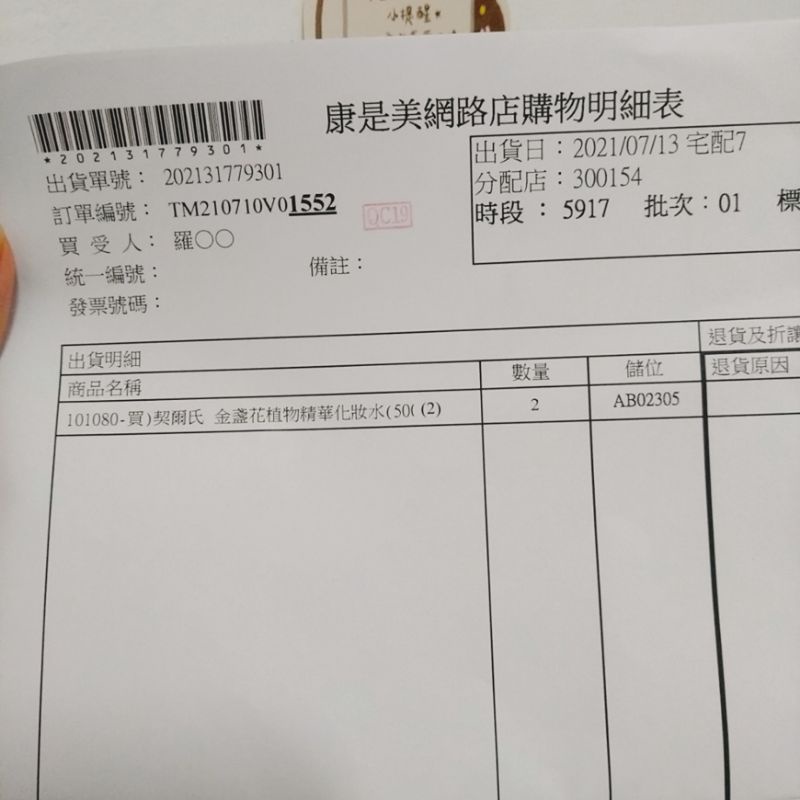 小提醒*
康是美網路店購物明細表
*202131779301*
出貨單號： 202131779301
訂單編號： TM210710V01552
QC19
買 受 人： 羅○○
統一編號：
備註：
發票號碼：
出貨日：2021/07/13 宅配7
分配店：300154
時段 ： 5917 批次：01 標
出貨明細
退貨及折讓
商品名稱 數量 儲位 退貨原因
101080-買)契爾氏 金盞花植物精華化妝水(50( (2) 2 AB02305